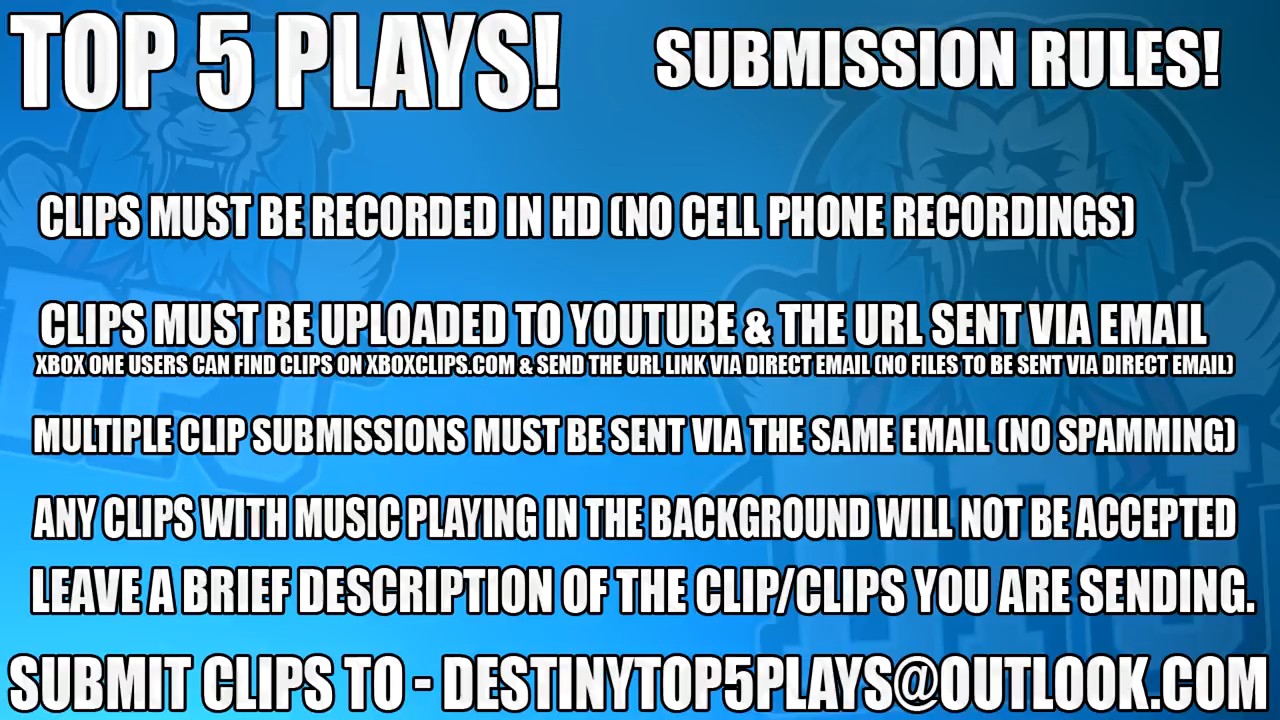 TOP 5 PLAYS!
SUBMISSION RULES!
CLIPS MUST BE RECORDED IN HD (NO CELL PHONE RECORDINGS)
CLIPS MUST BE UPLOADED TO YOUTUBE & THE URL SENT VIA EMAIL
XBOX ONE USERS CAN FIND CLIPS ON XBOXCLIPS.COM & SEND THE URL LINK VIA DIRECT EMAIL (NO FILES TO BE SENT VIA DIRECT EMAIL)
MULTIPLE CLIP SUBMISSIONS MUST BE SENT VIA THE SAME EMAIL (NO SPAMMING)
ANY CLIPS WITH MUSIC PLAYING IN THE BACKGROUND WILL NOT BE ACCEPTED
LEAVE A BRIEF DESCRIPTION OF THE CLIP/CLIPS YOU ARE SENDING.
SUBMIT CLIPS TO - DESTINYTOP5PLAYS@OUTLOOK.COM